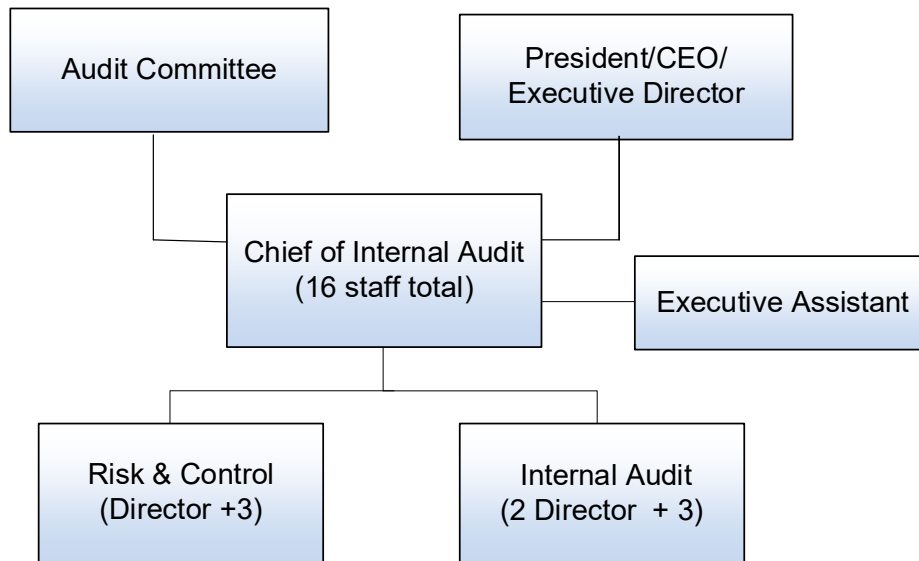 Audit Committee
President/CEO/
Executive Director
Chief of Internal Audit
(16 staff total)
Executive Assistant
Risk & Control
(Director +3)
Internal Audit
(2 Director + 3)